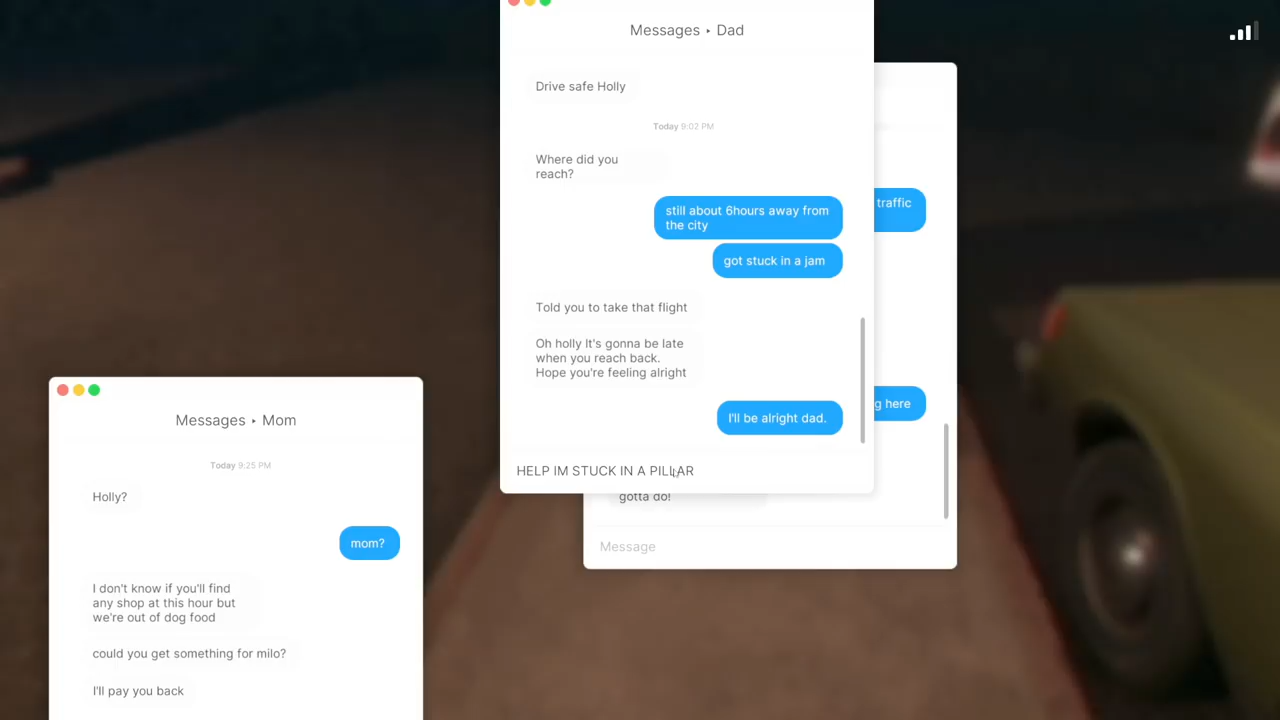 Messages ▸ Dad
Drive safe Holly
Today 9:02 PM
Where did you
reach?
still about 6hours away from
the city
got stuck in a jam
Told you to take that flight
Oh holly It's gonna be late
when you reach back.
Hope you're feeling alright
I'll be alright dad.
HELP IM STUCK IN A PILLAR
traffic
g here
gotta do!
Message
Messages ▸ Mom
Today 9:25 PM
Holly?
mom?
I don't know if you'll find
any shop at this hour but
we're out of dog food
could you get something for milo?
I'll pay you back